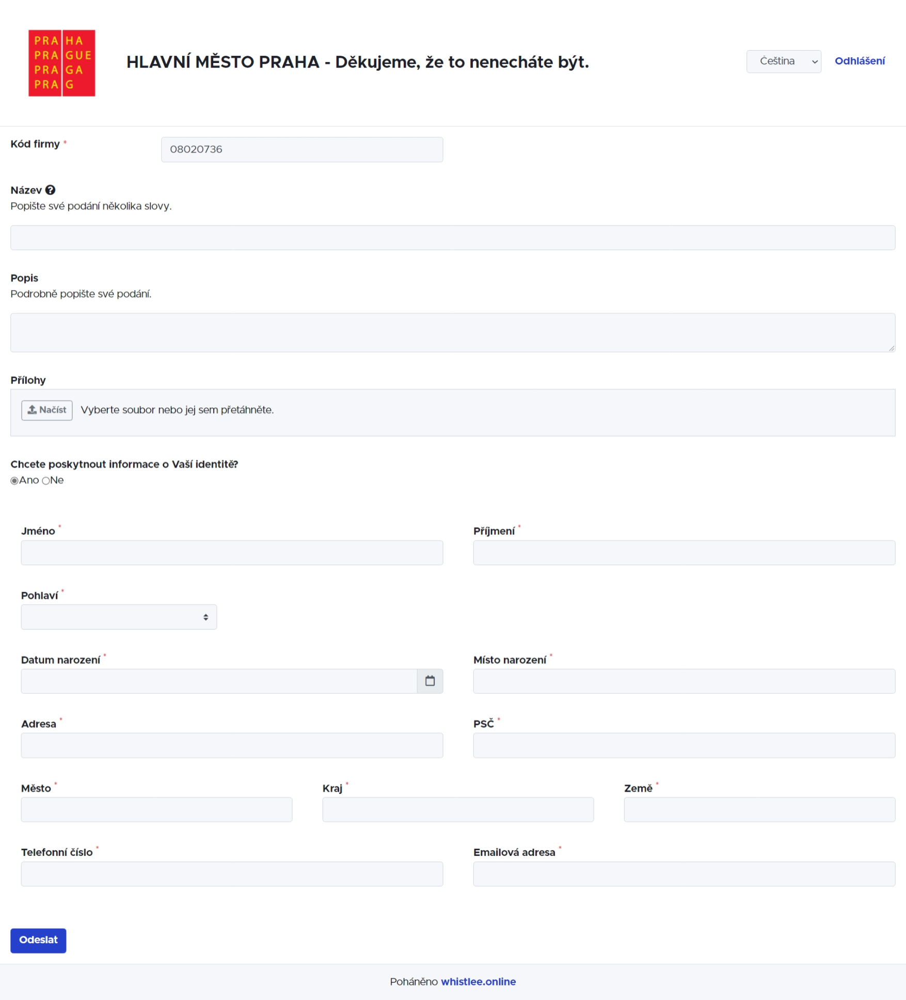 PRA HA
PRA GUE
PRA GA
PRA G
HLAVNÍ MĚSTO PRAHA - Děkujeme, že to nenecháte být.
Čeština
Odhlášení
Kód firmy *
08020736
Název ?
Popište své podání několika slovy.
Popis
Podrobně popište své podání.
Přílohy
Načíst Vyberte soubor nebo jej sem přetáhněte.
Chcete poskytnout informace o Vaší identitě?
Ano Ne
Jméno * Příjmení *
Pohlaví *
Datum narození * Místo narození *
Adresa * PSČ *
Město * Kraj * Země *
Telefonní číslo * Emailová adresa *
Odeslat
Poháněno whistlee.online